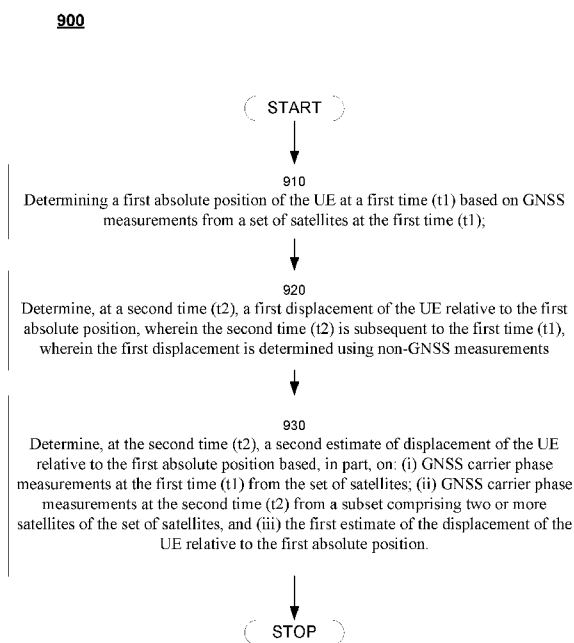 900
START
910
Determining a first absolute position of the UE at a first time (t1) based on GNSS
measurements from a set of satellites at the first time (t1);
920
Determine, at a second time (t2), a first displacement of the UE relative to the first
absolute position, wherein the second time (t2) is subsequent to the first time (t1),
wherein the first displacement is determined using non-GNSS measurements
930
Determine, at the second time (t2), a second estimate of displacement of the UE
relative to the first absolute position based, in part, on: (i) GNSS carrier phase
measurements at the first time (t1) from the set of satellites; (ii) GNSS carrier phase
measurements at the second time (t2) from a subset comprising two or more
satellites of the set of satellites, and (iii) the first estimate of the displacement of the
UE relative to the first absolute position.
STOP